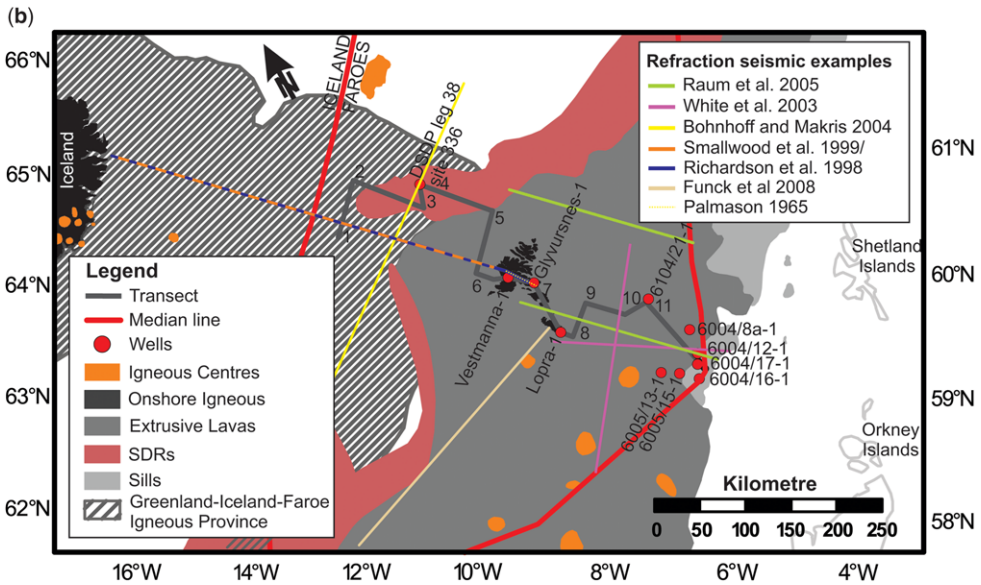 (b)
66°N
65°N
64°N
63°N
62°N
61°N
60°N
59°N
58°N
16°W
14°W
12°W
10°W
8°W
6°W
4°W
N
ICELAND
FAROES
DSDP leg 38
site 336
Iceland
1
2
3
4
5
6
7
8
9
10
11
Vestmanna-1
Glyvursnes-1
Lopra-1
6104/21-1
6004/8a-1
6004/12-1
6004/17-1
6004/16-1
6005/13-1
6005/15-1
Shetland
Islands
Orkney
Islands
Refraction seismic examples
Raum et al. 2005
White et al. 2003
Bohnhoff and Makris 2004
Smallwood et al. 1999/
Richardson et al. 1998
Funck et al 2008
Palmason 1965
Legend
Transect
Median line
Wells
Igneous Centres
Onshore Igneous
Extrusive Lavas
SDRs
Sills
Greenland-Iceland-Faroe
Igneous Province
Kilometre
0 50 100 150 200 250